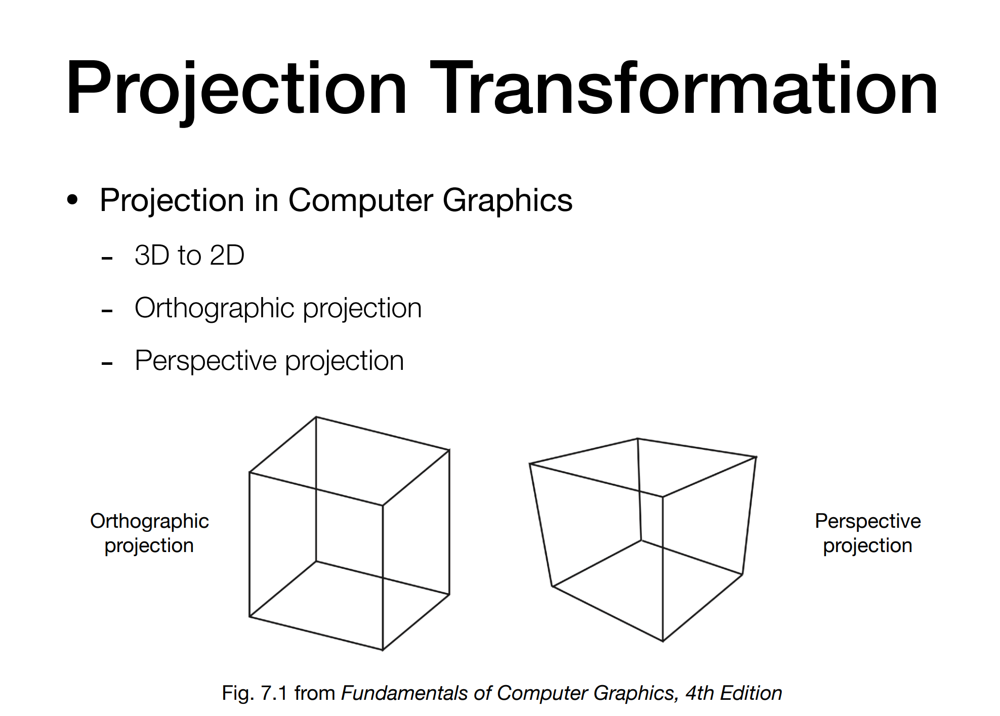 Projection Transformation
• Projection in Computer Graphics
- 3D to 2D
- Orthographic projection
- Perspective projection
Orthographic
projection
Perspective
projection
Fig. 7.1 from Fundamentals of Computer Graphics, 4th Edition